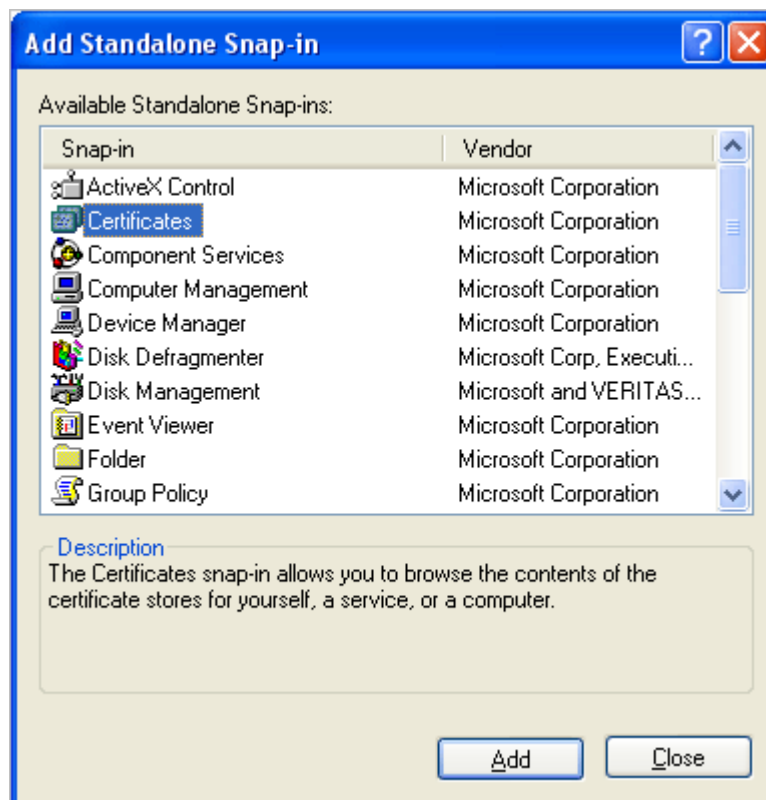 Add Standalone Snap-in
Available Standalone Snap-ins:
Snap-in Vendor
ActiveX Control Microsoft Corporation
Certificates Microsoft Corporation
Component Services Microsoft Corporation
Computer Management Microsoft Corporation
Device Manager Microsoft Corporation
Disk Defragmenter Microsoft Corp, Executi...
Disk Management Microsoft and VERITAS...
Event Viewer Microsoft Corporation
Folder Microsoft Corporation
Group Policy Microsoft Corporation
Description
The Certificates snap-in allows you to browse the contents of the
certificate stores for yourself, a service, or a computer.
Add Close